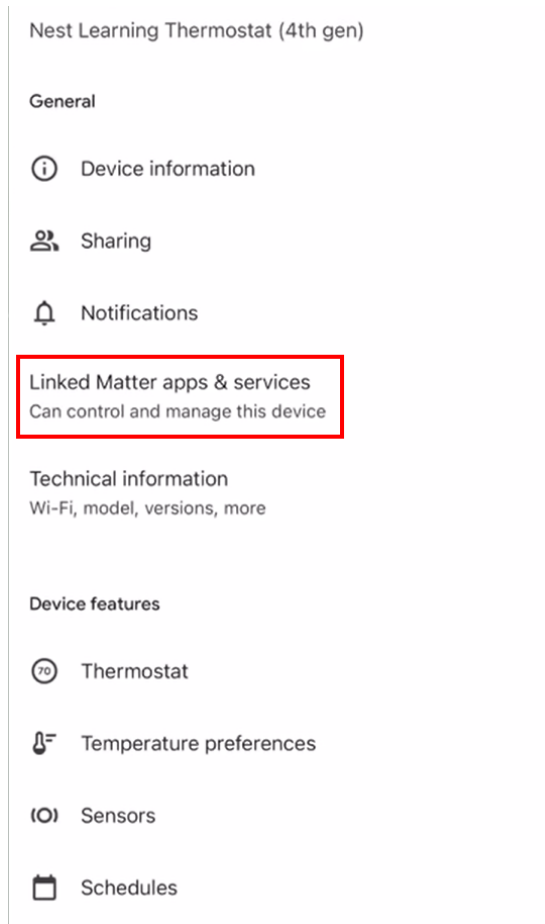 Nest Learning Thermostat (4th gen)
General
Device information
Sharing
Notifications
Linked Matter apps & services
Can control and manage this device
Technical information
Wi-Fi, model, versions, more
Device features
70
Thermostat
Temperature preferences
Sensors
Schedules